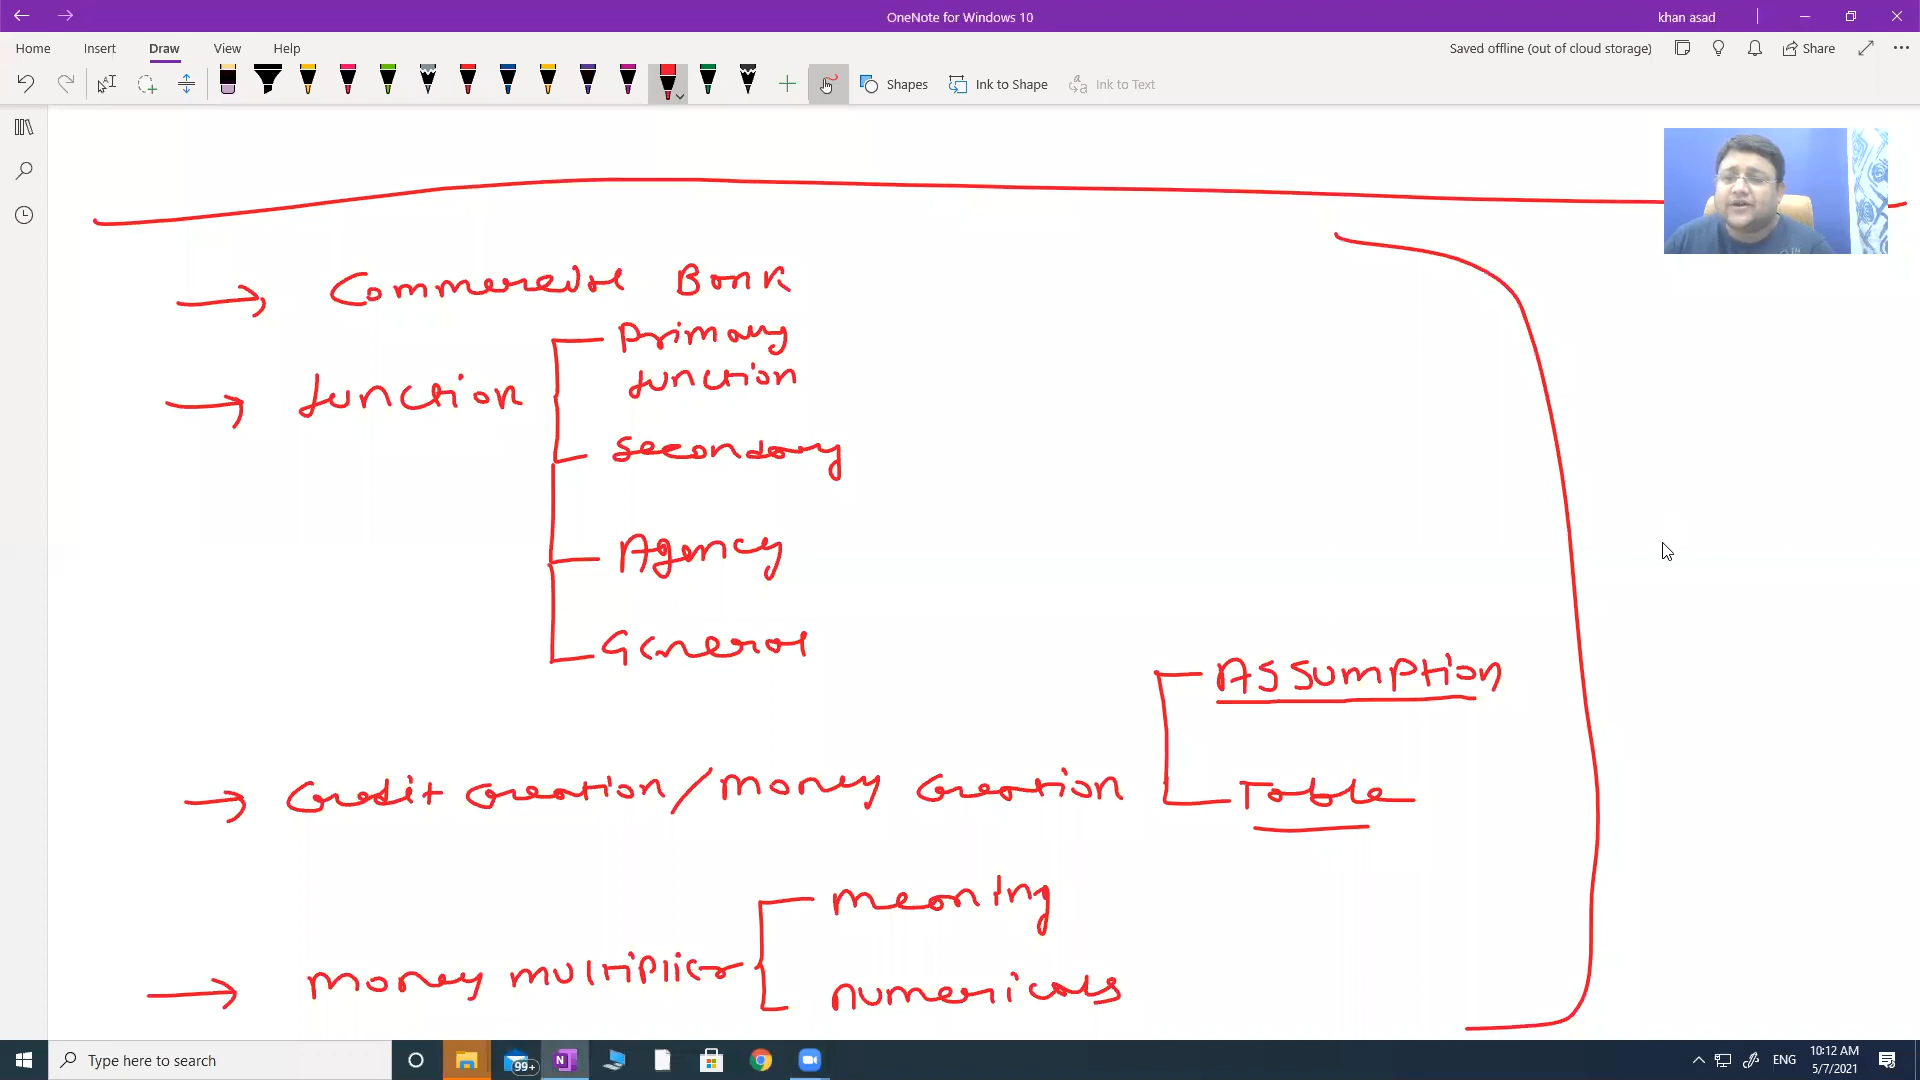 OneNote for Windows 10
khan asad
Home Insert Draw View Help
Saved offline (out of cloud storage)
Share
Shapes
Ink to Shape
Ink to Text
→ Commercial Bank
→ function
Primary
function
Secondary
Agency
General
→ Credit Creation/Money Creation
Assumption
Table
→ Money multiplier
meaning
numericals
Type here to search
99+
ENG
10:12 AM
5/7/2021